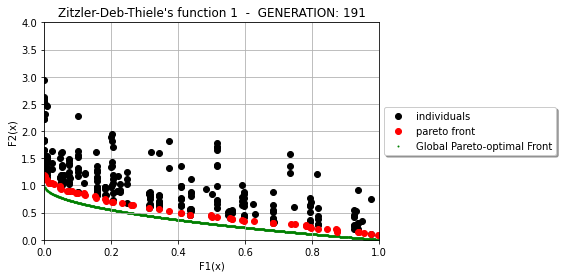 Zitzler-Deb-Thiele's function 1 - GENERATION: 191
4.0
3.5
3.0
2.5
2.0
1.5
1.0
0.5
0.0
F2(x)
0.0 0.2 0.4 0.6 0.8 1.0
F1(x)
individuals
pareto front
Global Pareto-optimal Front